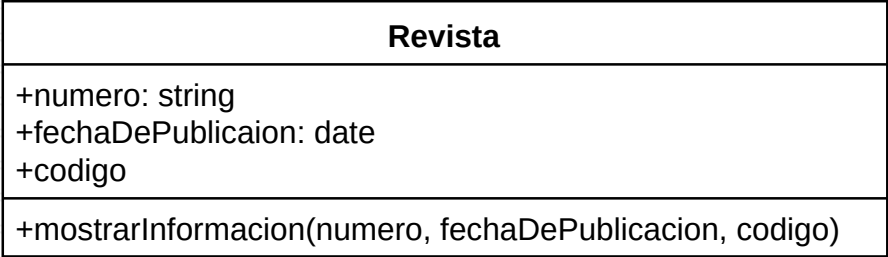 Revista
+numero: string
+fechaDePublicaion: date
+codigo
+mostrarInformacion(numero, fechaDePublicacion, codigo)